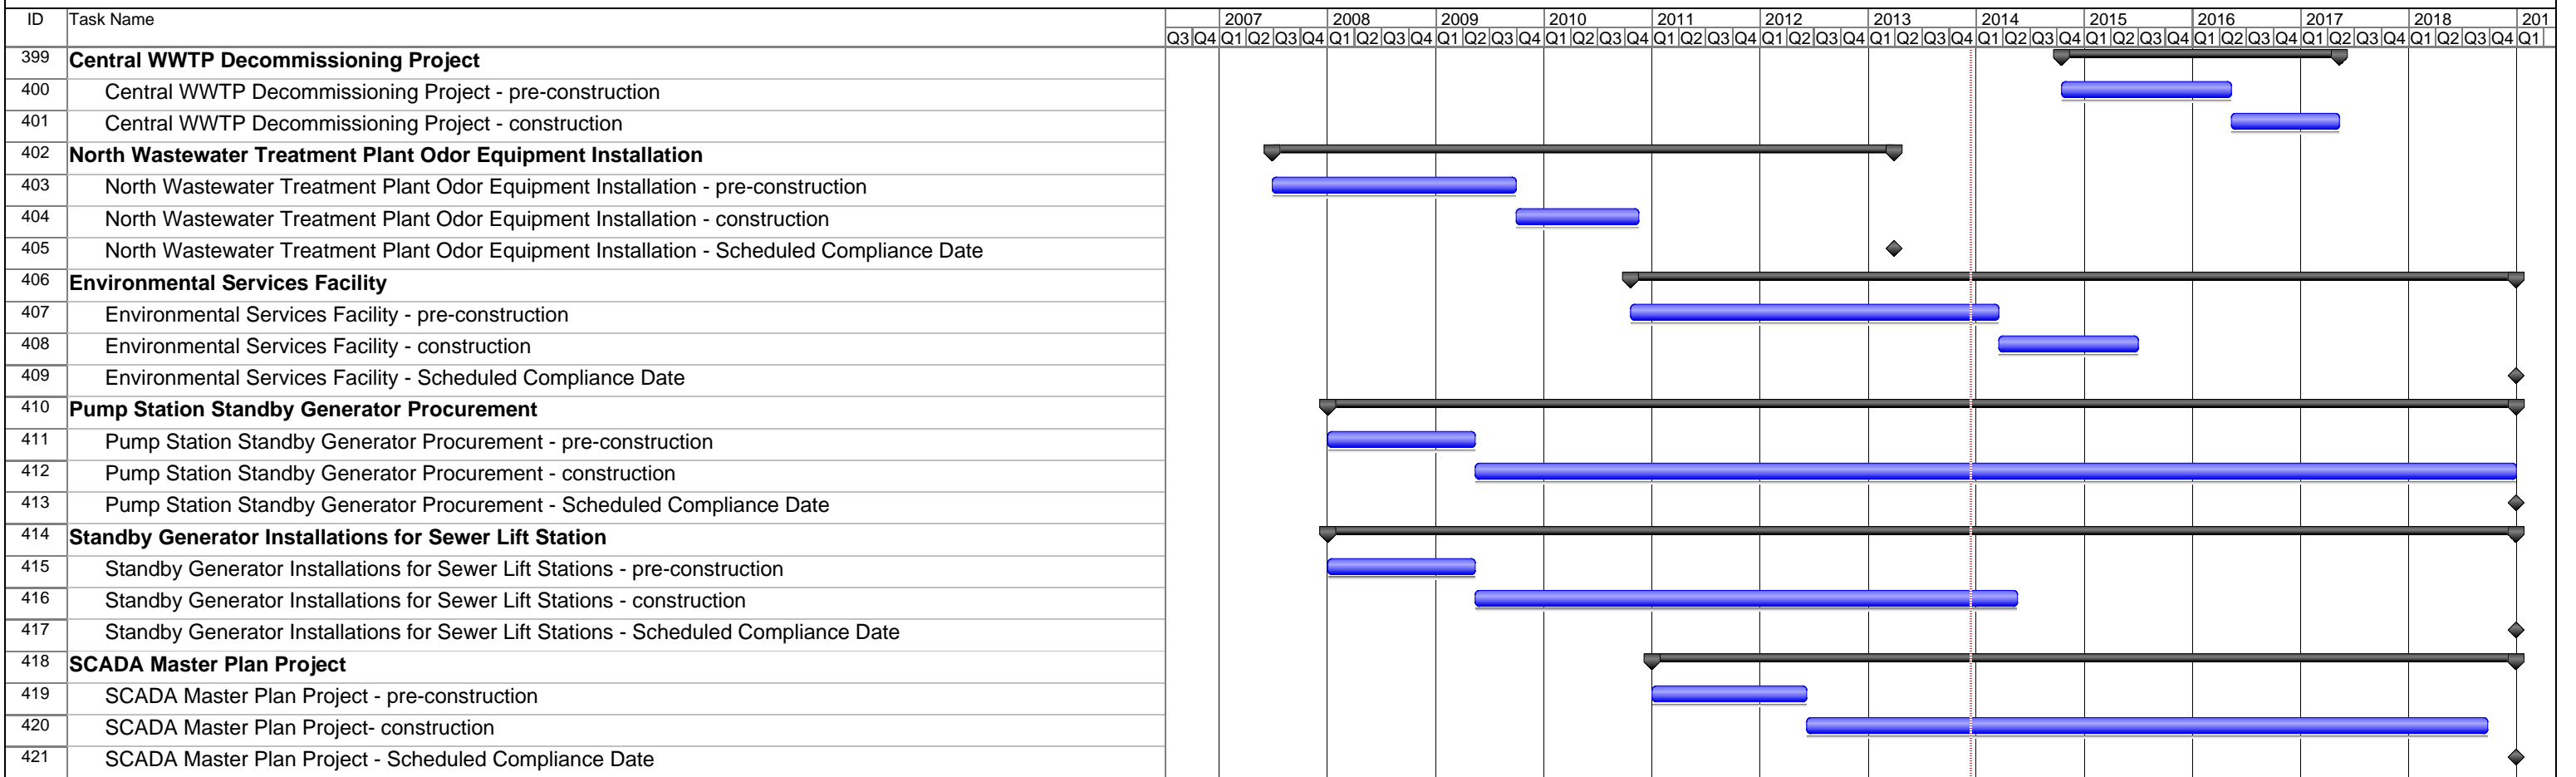 ID Task Name 2007 2008 2009 2010 2011 2012 2013 2014 2015 2016 2017 2018 201
Q3 Q4 Q1 Q2 Q3 Q4 Q1 Q2 Q3 Q4 Q1 Q2 Q3 Q4 Q1 Q2 Q3 Q4 Q1 Q2 Q3 Q4 Q1 Q2 Q3 Q4 Q1 Q2 Q3 Q4 Q1 Q2 Q3 Q4 Q1 Q2 Q3 Q4 Q1 Q2 Q3 Q4 Q1 Q2 Q3 Q4 Q1 Q2 Q3 Q4 Q1
399 Central WWTP Decommissioning Project
400 Central WWTP Decommissioning Project - pre-construction
401 Central WWTP Decommissioning Project - construction
402 North Wastewater Treatment Plant Odor Equipment Installation
403 North Wastewater Treatment Plant Odor Equipment Installation - pre-construction
404 North Wastewater Treatment Plant Odor Equipment Installation - construction
405 North Wastewater Treatment Plant Odor Equipment Installation - Scheduled Compliance Date
406 Environmental Services Facility
407 Environmental Services Facility - pre-construction
408 Environmental Services Facility - construction
409 Environmental Services Facility - Scheduled Compliance Date
410 Pump Station Standby Generator Procurement
411 Pump Station Standby Generator Procurement - pre-construction
412 Pump Station Standby Generator Procurement - construction
413 Pump Station Standby Generator Procurement - Scheduled Compliance Date
414 Standby Generator Installations for Sewer Lift Station
415 Standby Generator Installations for Sewer Lift Stations - pre-construction
416 Standby Generator Installations for Sewer Lift Stations - construction
417 Standby Generator Installations for Sewer Lift Stations - Scheduled Compliance Date
418 SCADA Master Plan Project
419 SCADA Master Plan Project - pre-construction
420 SCADA Master Plan Project- construction
421 SCADA Master Plan Project - Scheduled Compliance Date